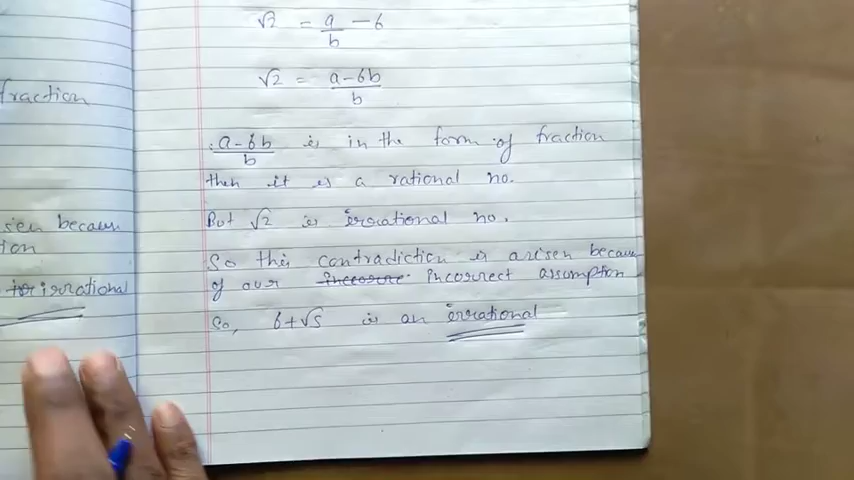 fraction
sen because
ion
irrational
√2 = a/b - 6
√2 = a-6b/b
∴ a-6b/b is in the form of fraction
then it is a rational no.
But √2 is irrational no.
So this contradiction is arisen because
of our incorrect assumption
So, 6+√5 is an irrational